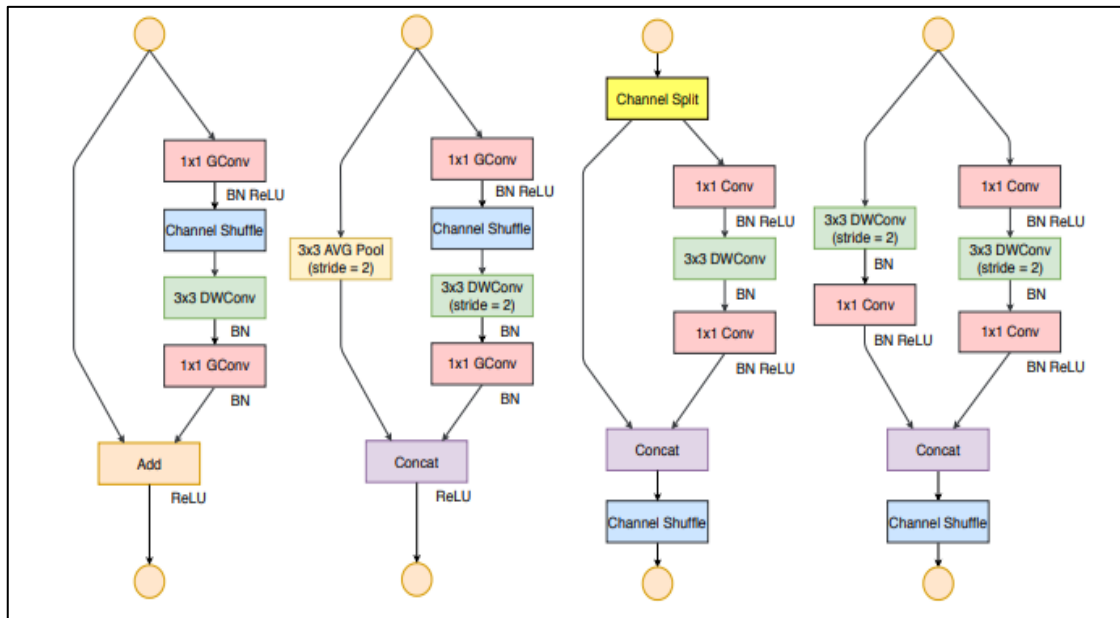 1x1 GConv
BN ReLU
Channel Shuffle
3x3 DWConv
BN
1x1 GConv
BN
Add
ReLU
1x1 GConv
BN ReLU
Channel Shuffle
3x3 AVG Pool
(stride = 2)
3x3 DWConv
(stride = 2)
BN
1x1 GConv
BN
Concat
ReLU
Channel Split
1x1 Conv
BN ReLU
3x3 DWConv
BN
1x1 Conv
BN ReLU
Concat
Channel Shuffle
3x3 DWConv
(stride = 2)
BN
1x1 Conv
BN ReLU
1x1 Conv
BN ReLU
3x3 DWConv
(stride = 2)
BN
1x1 Conv
BN ReLU
Concat
Channel Shuffle